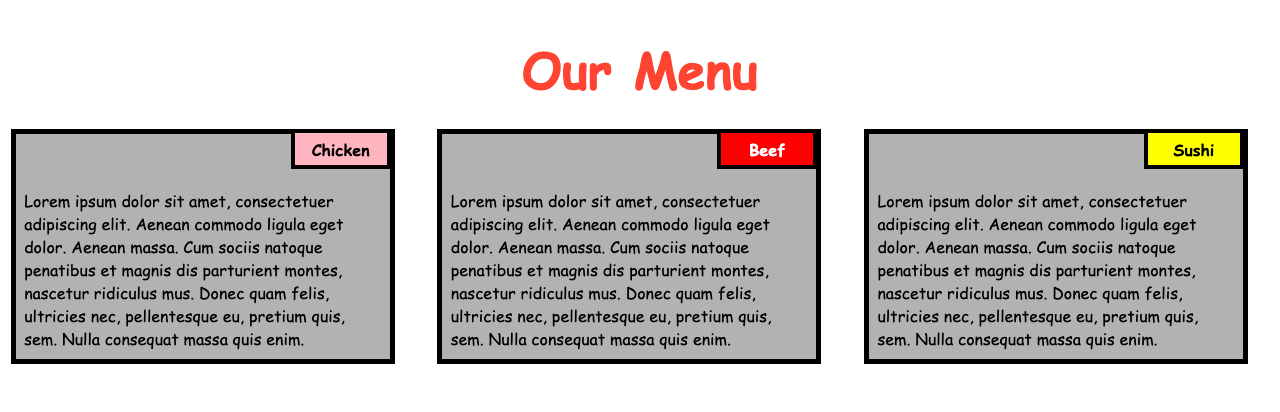 Our Menu
Chicken
Lorem ipsum dolor sit amet, consectetuer
adipiscing elit. Aenean commodo ligula eget
dolor. Aenean massa. Cum sociis natoque
penatibus et magnis dis parturient montes,
nascetur ridiculus mus. Donec quam felis,
ultricies nec, pellentesque eu, pretium quis,
sem. Nulla consequat massa quis enim.
Beef
Lorem ipsum dolor sit amet, consectetuer
adipiscing elit. Aenean commodo ligula eget
dolor. Aenean massa. Cum sociis natoque
penatibus et magnis dis parturient montes,
nascetur ridiculus mus. Donec quam felis,
ultricies nec, pellentesque eu, pretium quis,
sem. Nulla consequat massa quis enim.
Sushi
Lorem ipsum dolor sit amet, consectetuer
adipiscing elit. Aenean commodo ligula eget
dolor. Aenean massa. Cum sociis natoque
penatibus et magnis dis parturient montes,
nascetur ridiculus mus. Donec quam felis,
ultricies nec, pellentesque eu, pretium quis,
sem. Nulla consequat massa quis enim.